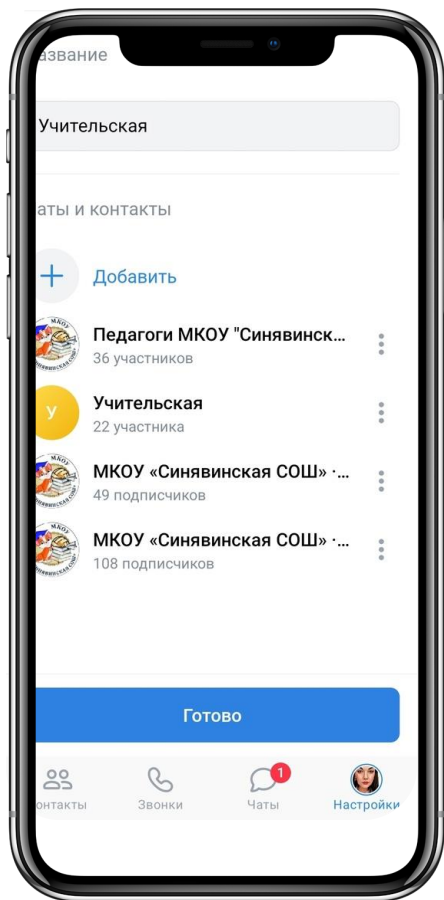 азвание
Учительская
аты и контакты
Добавить
Педагоги МКОУ "Синявинск...
36 участников
У
Учительская
22 участника
МКОУ «Синявинская СОШ» ·...
49 подписчиков
МКОУ «Синявинская СОШ» ·...
108 подписчиков
Готово
1
онтакты
Звонки
Чаты
Настройки